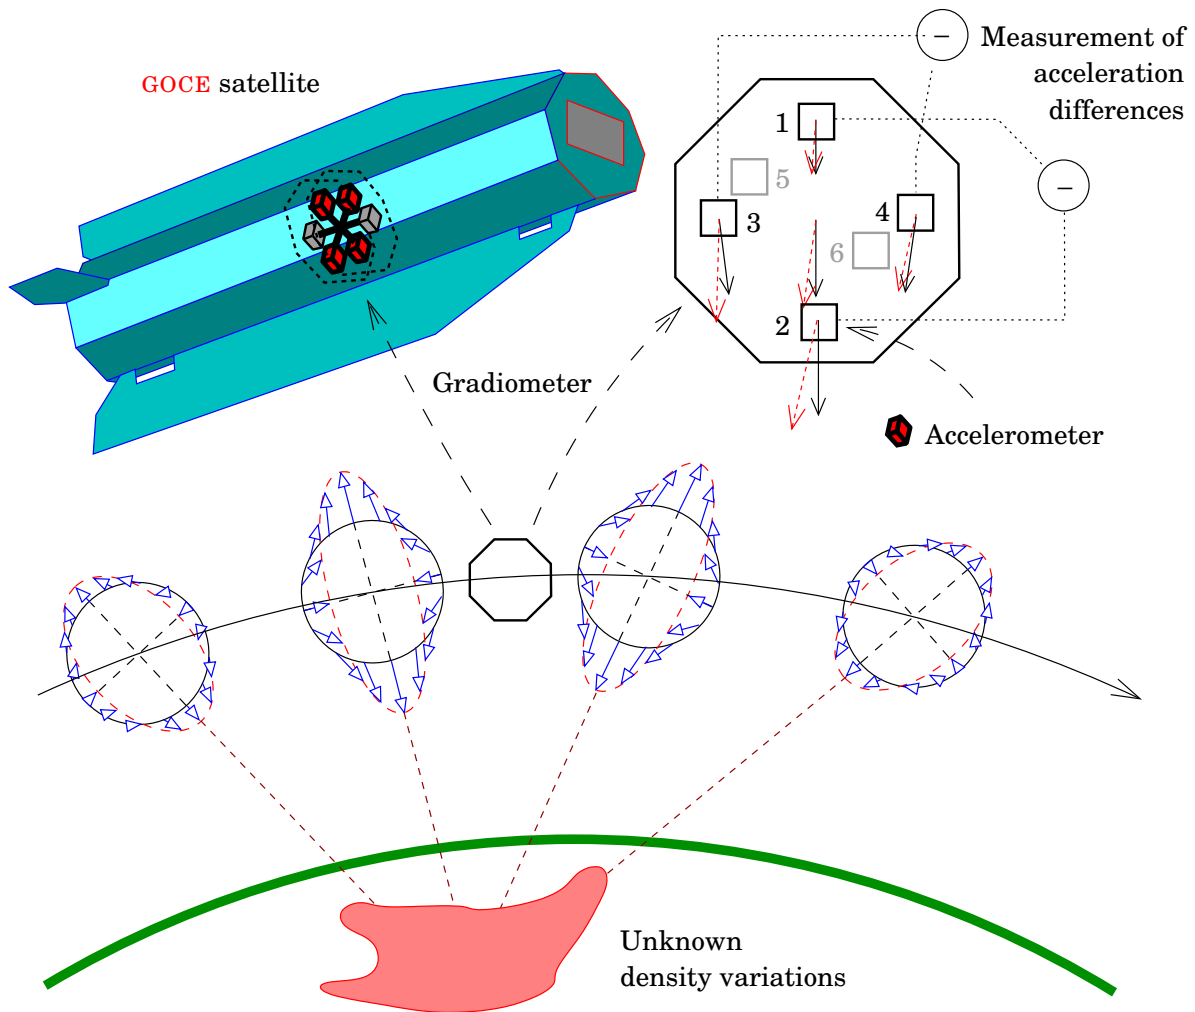 GOCE satellite
−
Measurement of
acceleration
differences
1
5
−
3
4
6
2
Gradiometer
Accelerometer
Unknown
density variations